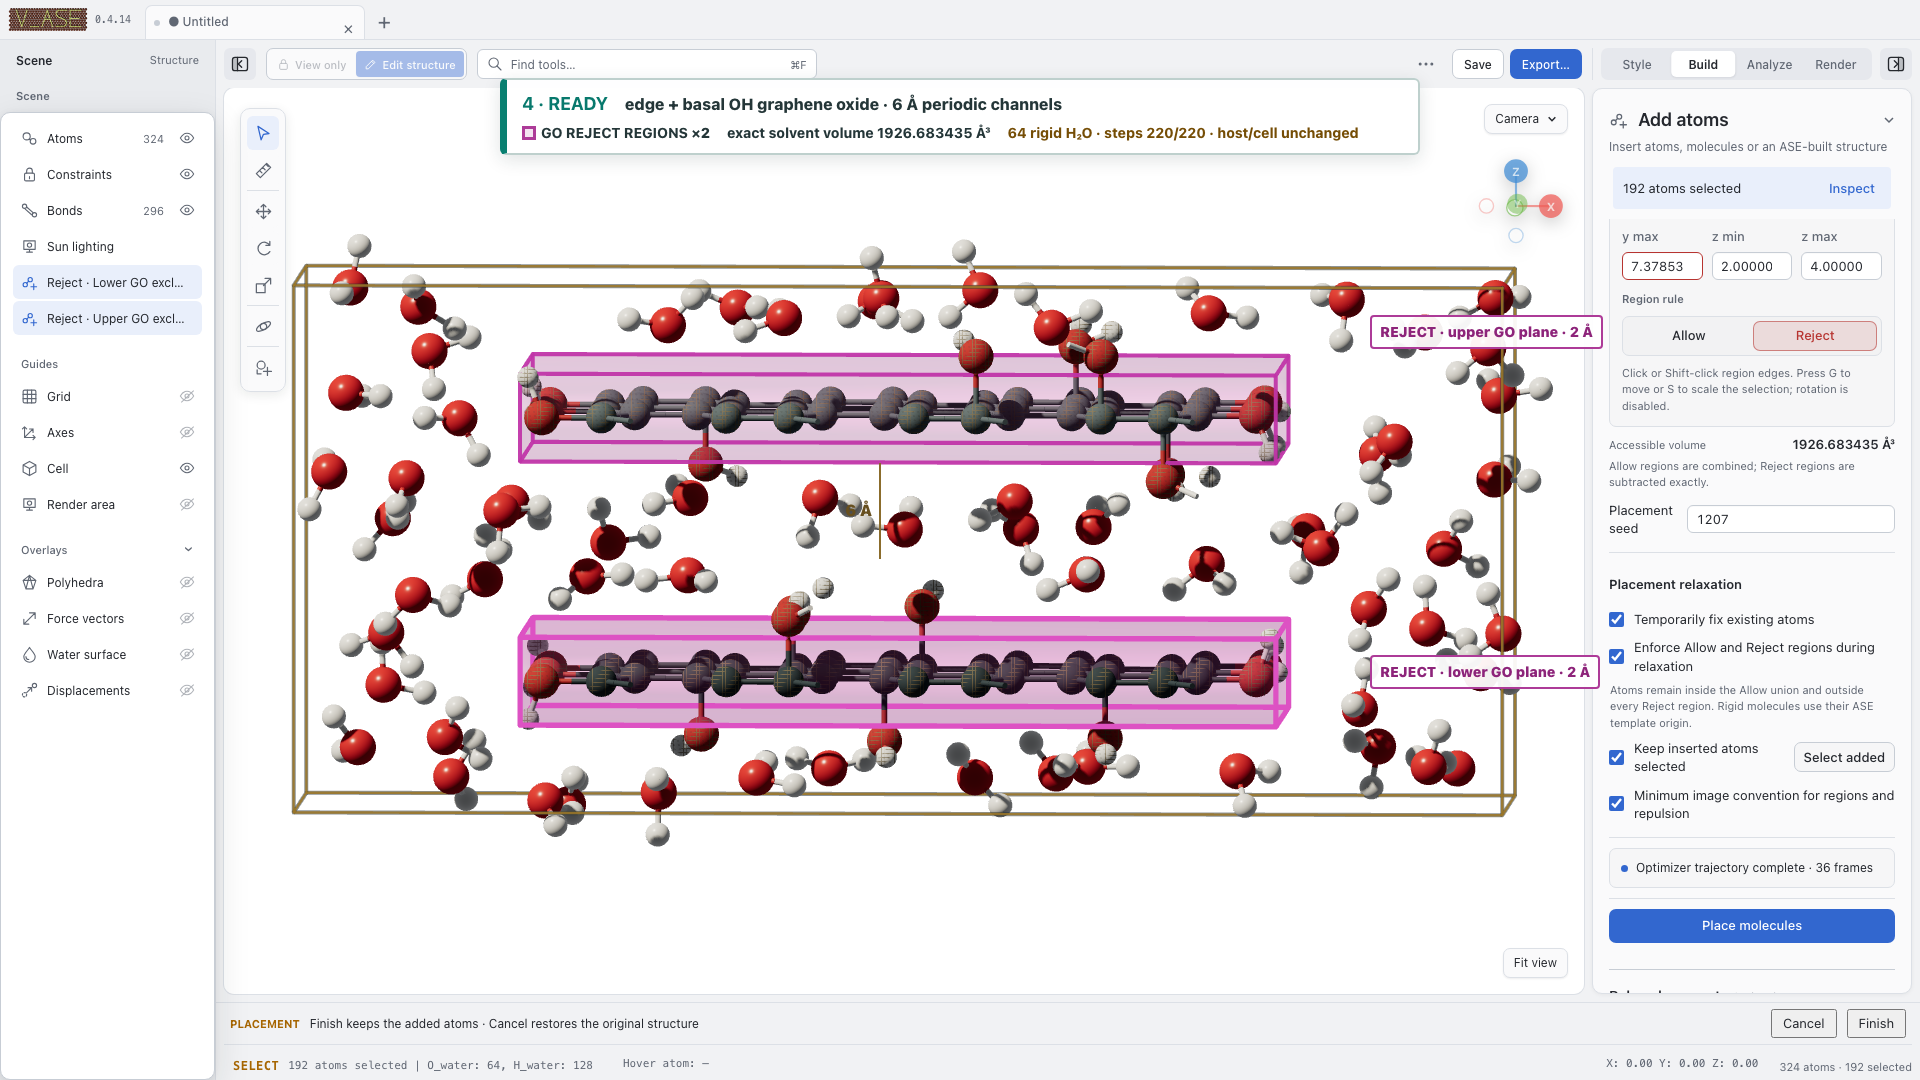 V_ASE 0.4.14
Untitled
Scene
Structure
View only
Edit structure
Find tools...
⌘F
Save
Export...
Style
Build
Analyze
Render
Scene
Atoms 324
Constraints
Bonds 296
Sun lighting
Reject · Lower GO excl...
Reject · Upper GO excl...
Guides
Grid
Axes
Cell
Render area
Overlays
Polyhedra
Force vectors
Water surface
Displacements
4 · READY edge + basal OH graphene oxide · 6 Å periodic channels
GO REJECT REGIONS ×2 exact solvent volume 1926.683435 Å³ 64 rigid H₂O · steps 220/220 · host/cell unchanged
Camera
Z
Y
X
REJECT · upper GO plane · 2 Å
Å
REJECT · lower GO plane · 2 Å
Fit view
Add atoms
Insert atoms, molecules or an ASE-built structure
192 atoms selected
Inspect
y max z min z max
7.37853 2.00000 4.00000
Region rule
Allow
Reject
Click or Shift-click region edges. Press G to
move or S to scale the selection; rotation is
disabled.
Accessible volume 1926.683435 Å³
Allow regions are combined; Reject regions are
subtracted exactly.
Placement
seed
1207
Placement relaxation
Temporarily fix existing atoms
Enforce Allow and Reject regions during
relaxation
Atoms remain inside the Allow union and outside
every Reject region. Rigid molecules use their ASE
template origin.
Keep inserted atoms
selected
Select added
Minimum image convention for regions and
repulsion
Optimizer trajectory complete · 36 frames
Place molecules
PLACEMENT Finish keeps the added atoms · Cancel restores the original structure
Cancel
Finish
SELECT 192 atoms selected | O_water: 64, H_water: 128
Hover atom: —
X: 0.00 Y: 0.00 Z: 0.00
324 atoms · 192 selected